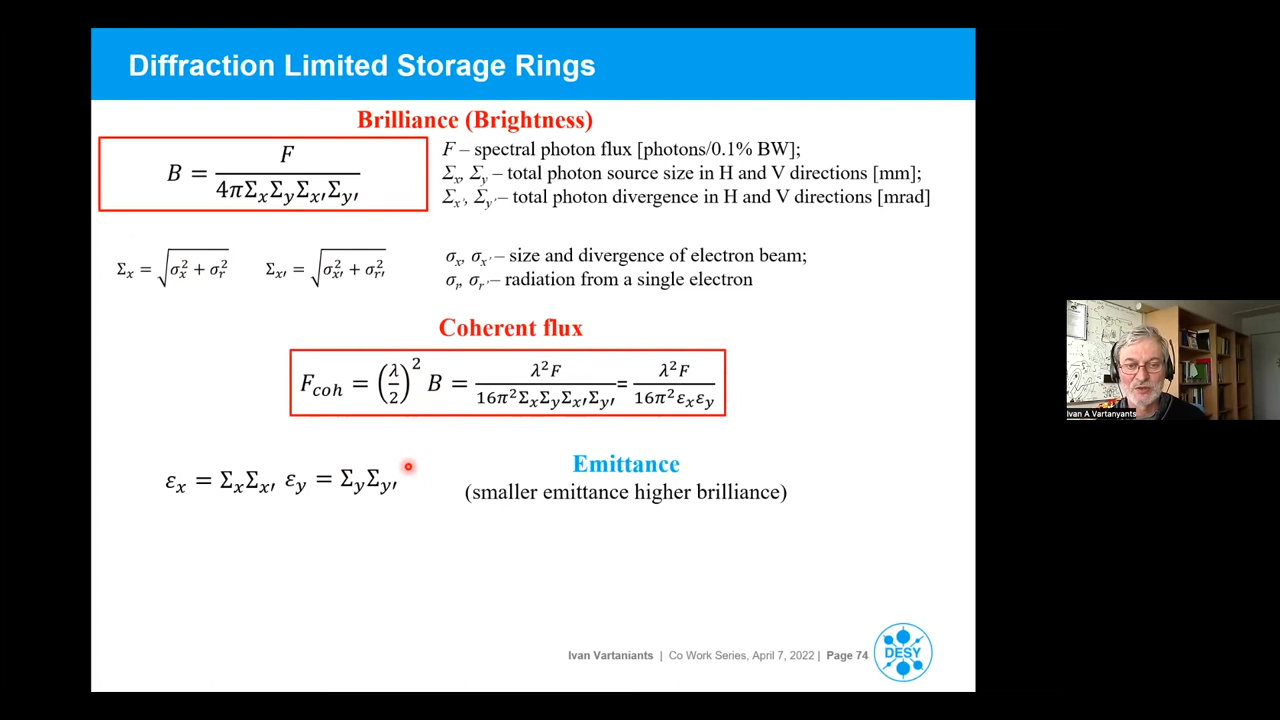 Diffraction Limited Storage Rings
Brilliance (Brightness)
B = F / 4πΣ_xΣ_yΣ_x′Σ_y′
F – spectral photon flux [photons/0.1% BW];
Σ_x, Σ_y – total photon source size in H and V directions [mm];
Σ_x′, Σ_y′ – total photon divergence in H and V directions [mrad]
Σ_x = √(σ_x² + σ_r²) Σ_x′ = √(σ_x′² + σ_r′²)
σ_x, σ_x′ – size and divergence of electron beam;
σ_r, σ_r′ – radiation from a single electron
Coherent flux
F_coh = (λ/2)² B = λ²F / 16π²Σ_xΣ_yΣ_x′Σ_y′ = λ²F / 16π²ε_xε_y
ε_x = Σ_xΣ_x′ ε_y = Σ_yΣ_y′
Emittance
(smaller emittance higher brilliance)
Ivan Vartaniants | Co Work Series, April 7, 2022 | Page 74
DESY
Ivan A Vartanyants